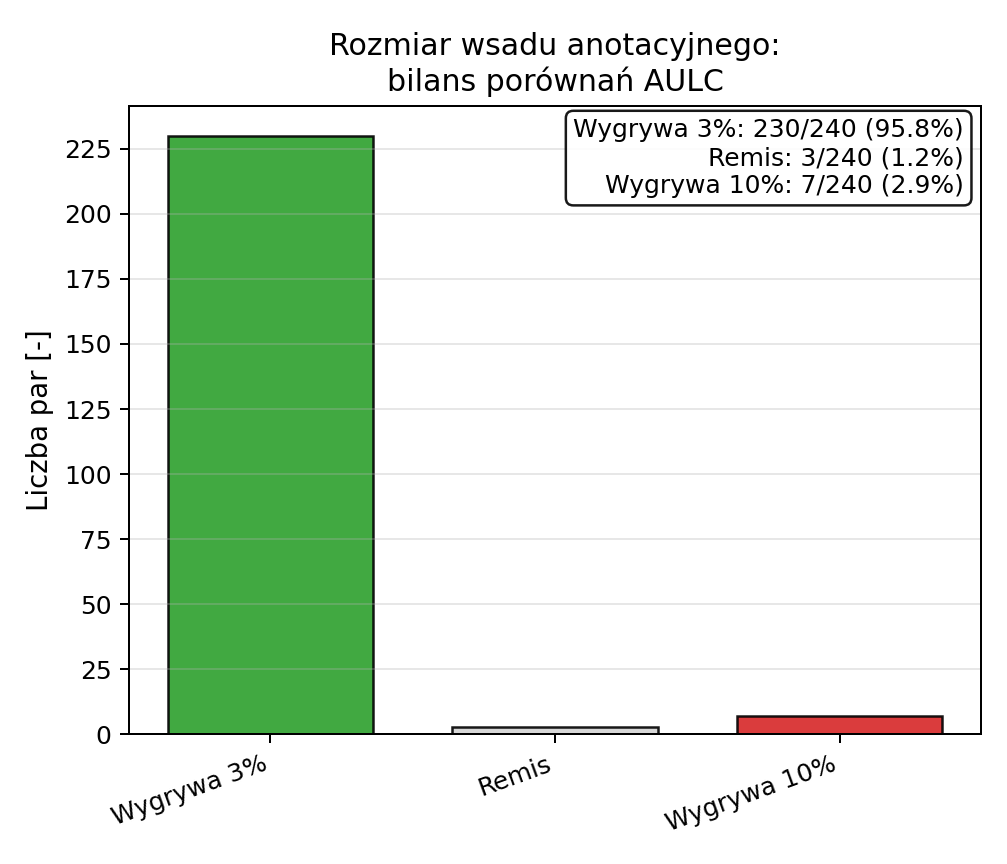 Rozmiar wsadu anotacyjnego:
bilans porównań AULC
Wygrywa 3%: 230/240 (95.8%)
Remis: 3/240 (1.2%)
Wygrywa 10%: 7/240 (2.9%)
Liczba par [-]
225
200
175
150
125
100
75
50
25
0
Wygrywa 3%
Remis
Wygrywa 10%